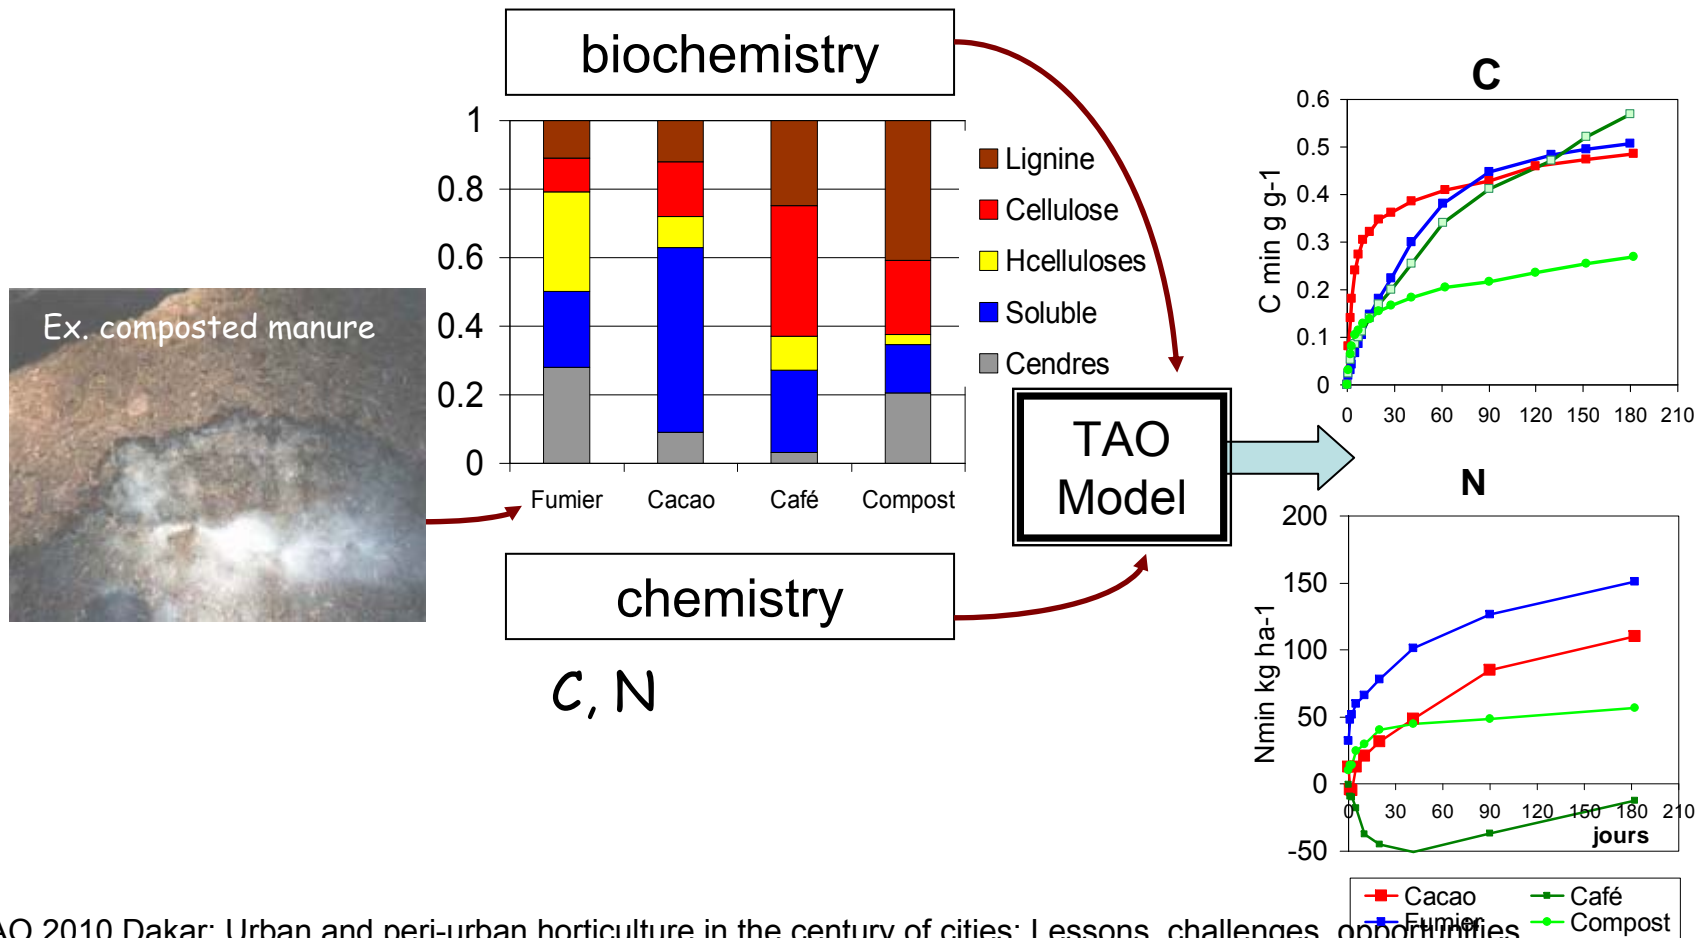 biochemistry
1
0.8
0.6
0.4
0.2
0
Fumier Cacao Café Compost
Lignine
Cellulose
Hcelluloses
Soluble
Cendres
Ex. composted manure
chemistry
C, N
TAO
Model
C
C min g g-1
0.6
0.5
0.4
0.3
0.2
0.1
0
0 30 60 90 120 150 180 210
N
Nmin kg ha-1
200
150
100
50
0
-50
0 30 60 90 120 150 180 210
jours
Cacao Café
Fumier Compost
AO 2010 Dakar: Urban and peri-urban horticulture in the century of cities: Lessons, challenges, opportunities